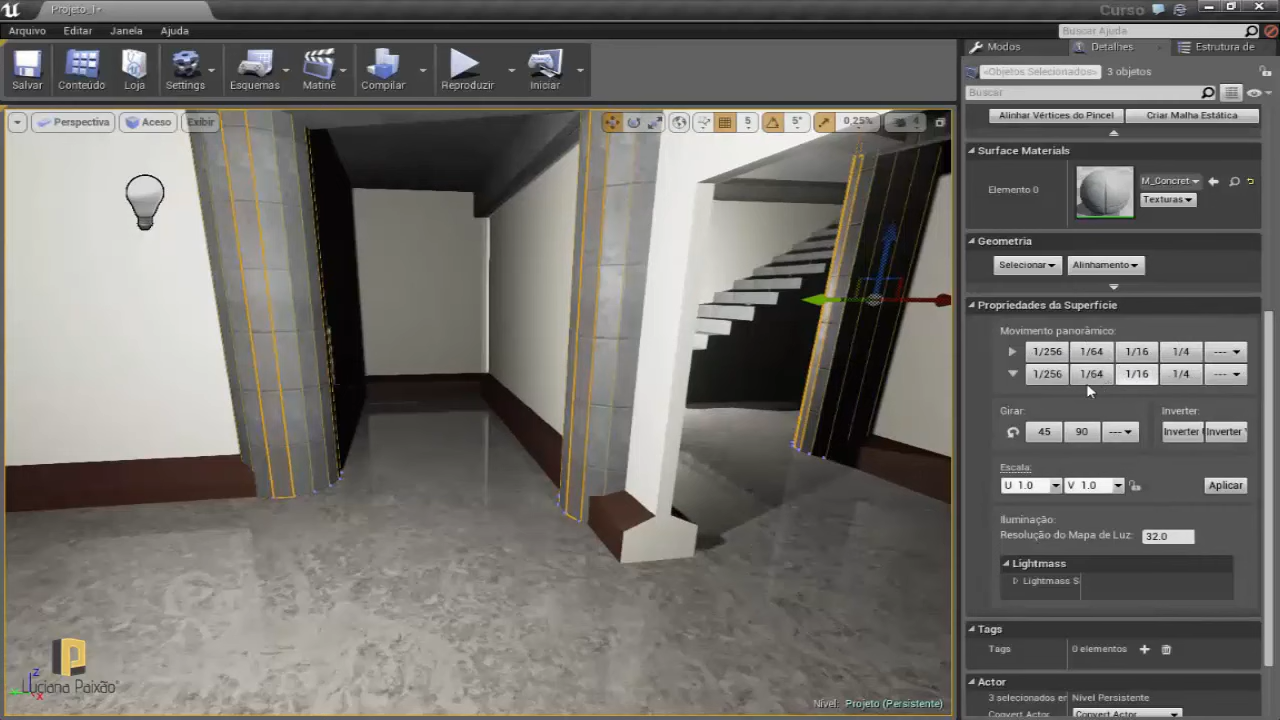 Projeto_1*
Curso
Arquivo Editar Janela Ajuda
Buscar Ajuda
Salvar Conteúdo Loja Settings Esquemas Matinê Compilar Reproduzir Iniciar
Modos Detalhes Estrutura de
<Objetos Selecionados> 3 objetos
Buscar
Alinhar Vértices do Pincel Criar Malha Estática
Perspectiva Aceso Exibir 5 5° 0,25% 4
Surface Materials
Elemento 0 M_Concret
Texturas
Geometria
Selecionar Alinhamento
Propriedades da Superfície
Movimento panorâmico:
1/256 1/64 1/16 1/4 ---
1/256 1/64 1/16 1/4 ---
Girar: Inverter:
45 90 --- Inverter Inverter
Escala:
U 1.0 V 1.0 Aplicar
Iluminação:
Resolução do Mapa de Luz: 32.0
Lightmass
Lightmass S
Tags
Tags 0 elementos
Actor
3 selecionados em Nível Persistente
Convert Actor Convert Actor
Luciana Paixão
z
x
Nível: Projeto (Persistente)